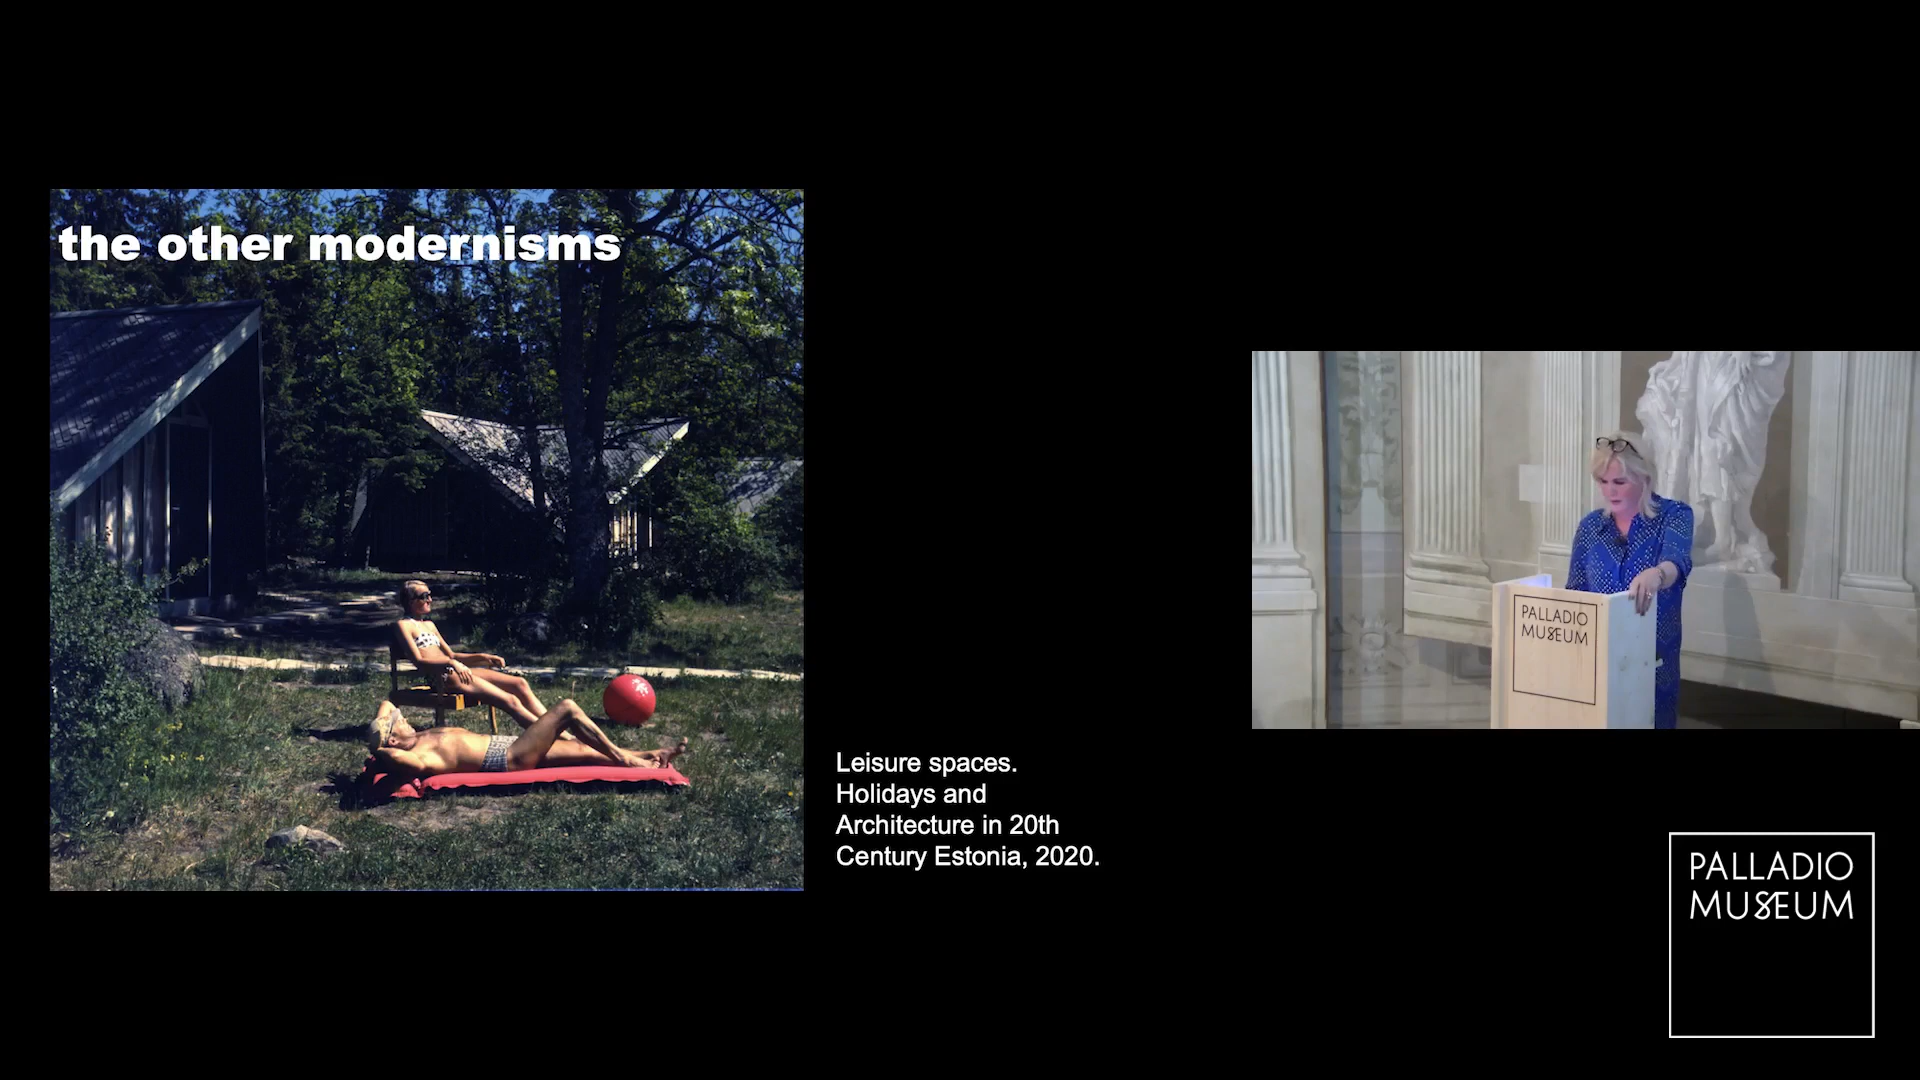 the other modernisms
Leisure spaces.
Holidays and
Architecture in 20th
Century Estonia, 2020.
PALLADIO
MUSEUM
PALLADIO
MUSEUM